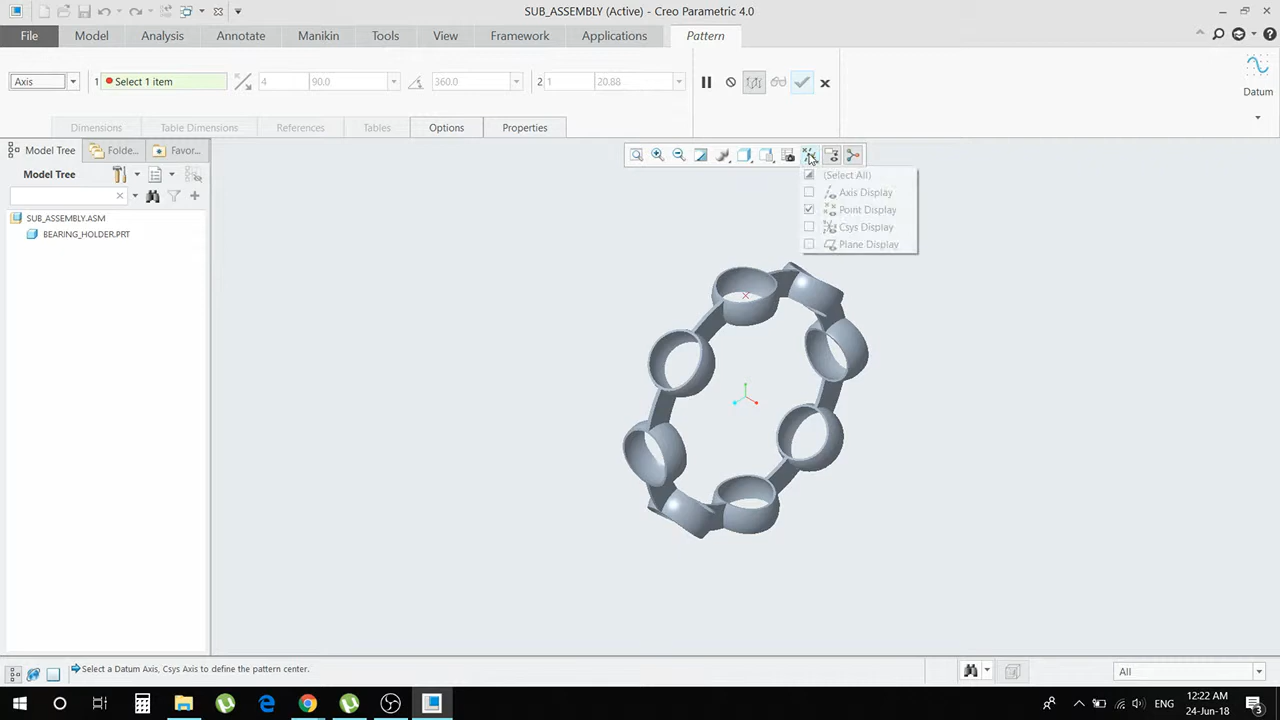 SUB_ASSEMBLY (Active) - Creo Parametric 4.0
File Model Analysis Annotate Manikin Tools View Framework Applications Pattern
Axis 1 Select 1 item 4 90.0 360.0 2 1 20.88
Datum
Dimensions Table Dimensions References Tables Options Properties
Model Tree Folde... Favor...
Model Tree
(Select All)
Axis Display
Point Display
Csys Display
Plane Display
SUB_ASSEMBLY.ASM
BEARING_HOLDER.PRT
Select a Datum Axis, Csys Axis to define the pattern center.
All
12:22 AM
ENG
24-Jun-18
3